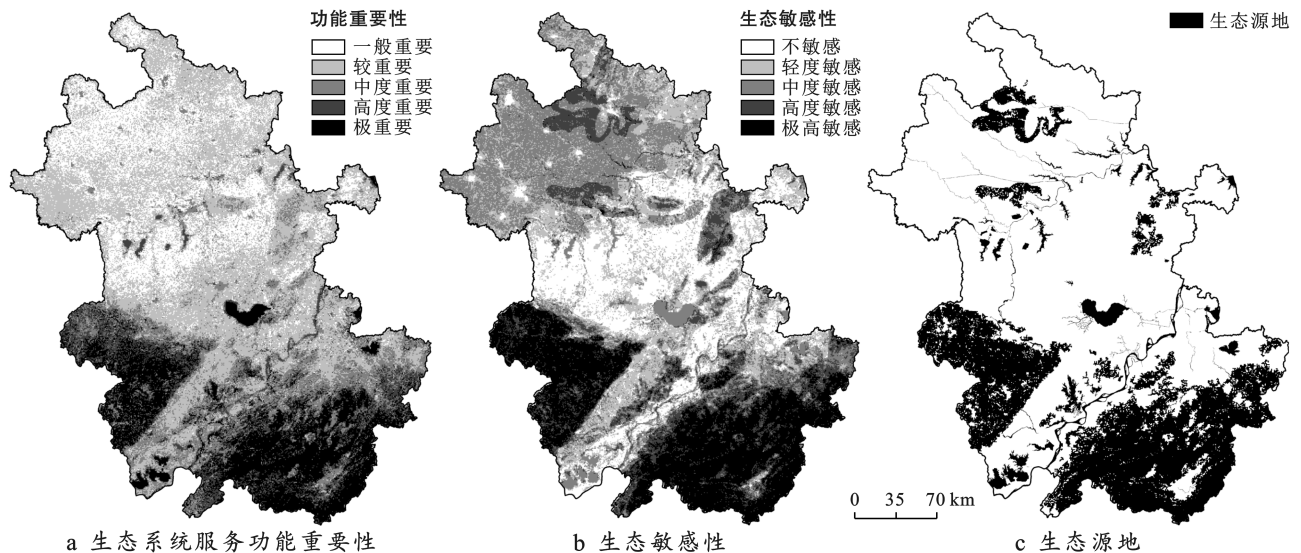 功能重要性
一般重要
较重要
中度重要
高度重要
极重要
生态敏感性
不敏感
轻度敏感
中度敏感
高度敏感
极高敏感
生态源地
0 35 70 km
a 生态系统服务功能重要性
b 生态敏感性
c 生态源地